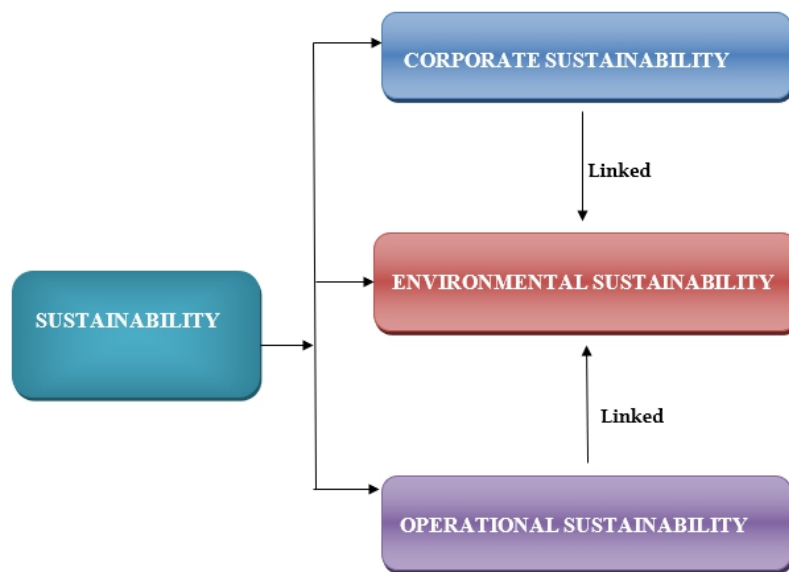 CORPORATE SUSTAINABILITY
Linked
ENVIRONMENTAL SUSTAINABILITY
SUSTAINABILITY
Linked
OPERATIONAL SUSTAINABILITY